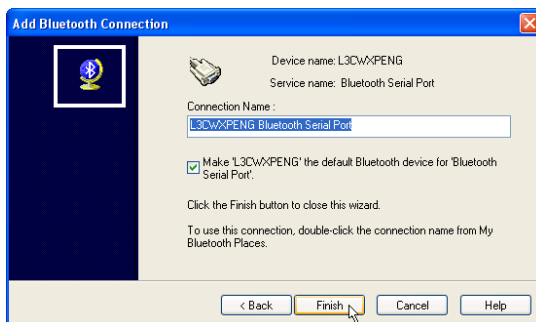 Add Bluetooth Connection
Device name: L3CWXPENG
Service name: Bluetooth Serial Port
Connection Name :
L3CWXPENG Bluetooth Serial Port
Make 'L3CWXPENG' the default Bluetooth device for 'Bluetooth
Serial Port'.
Click the Finish button to close this wizard.
To use this connection, double-click the connection name from My
Bluetooth Places.
< Back Finish Cancel Help